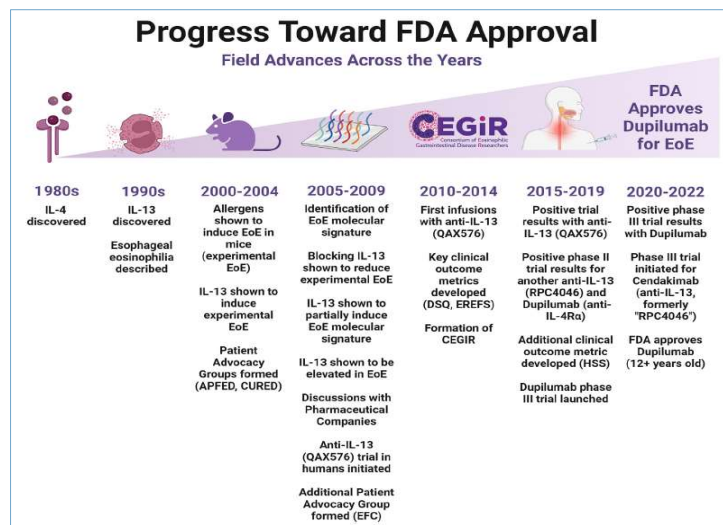 Progress Toward FDA Approval
Field Advances Across the Years
FDA
Approves
Dupilumab
for EoE
CEGIR
Consortium of Eosinophilic
Gastrointestinal Disease Researchers
1980s
IL-4
discovered
1990s
IL-13
discovered
Esophageal
eosinophilia
described
2000-2004
Allergens
shown to
induce EoE in
mice
(experimental
EoE)
IL-13 shown to
induce
experimental
EoE
Patient
Advocacy
Groups formed
(APFED, CURED)
2005-2009
Identification of
EoE molecular
signature
Blocking IL-13
shown to reduce
experimental EoE
IL-13 shown to
partially induce
EoE molecular
signature
IL-13 shown to be
elevated in EoE
Discussions with
Pharmaceutical
Companies
Anti-IL-13
(QAX576) trial in
humans initiated
Additional Patient
Advocacy Group
formed (EFC)
2010-2014
First infusions
with anti-IL-13
(QAX576)
Key clinical
outcome
metrics
developed
(DSQ, EREFS)
Formation of
CEGIR
2015-2019
Positive trial
results with anti-
IL-13 (QAX576)
Positive phase II
trial results for
another anti-IL-13
(RPC4046) and
Dupilumab (anti-
IL-4Rα)
Additional clinical
outcome metric
developed (HSS)
Dupilumab phase
III trial launched
2020-2022
Positive phase
III trial results
with Dupilumab
Phase III trial
initiated for
Cendakimab
(anti-IL-13,
formerly
"RPC4046")
FDA approves
Dupilumab
(12+ years old)